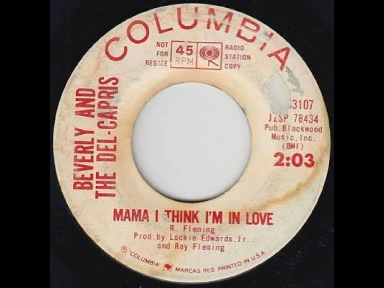 COLUMBIA
NOT FOR RESALE
45 RPM
RADIO STATION COPY
BEVERLY AND THE DEL-CAPRIS
3107
JZSP 78434
Pub. Blackwood
Music, Inc.
(BMI)
2:03
MAMA I THINK I'M IN LOVE
R. Fleming
Prod by Lockie Edwards, Jr.
and Ray Fleming
"COLUMBIA" MARCAS REG. PRINTED IN U.S.A.